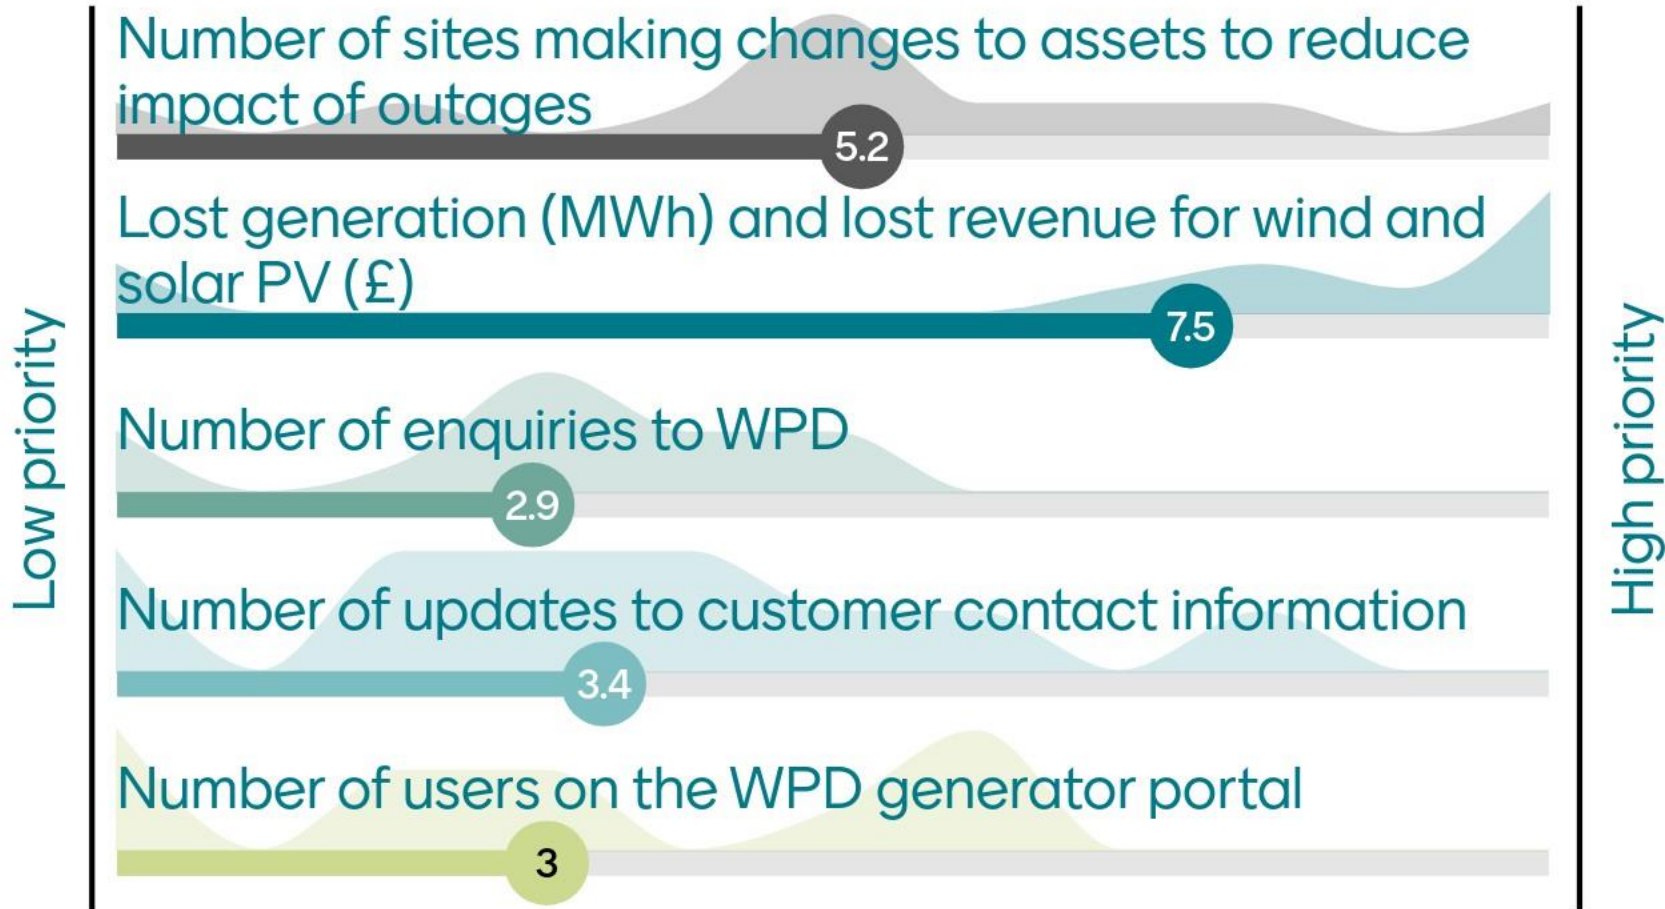 Number of sites making changes to assets to reduce
impact of outages
5.2
Lost generation (MWh) and lost revenue for wind and
solar PV (£)
7.5
Low priority
High priority
Number of enquiries to WPD
2.9
Number of updates to customer contact information
3.4
Number of users on the WPD generator portal
3